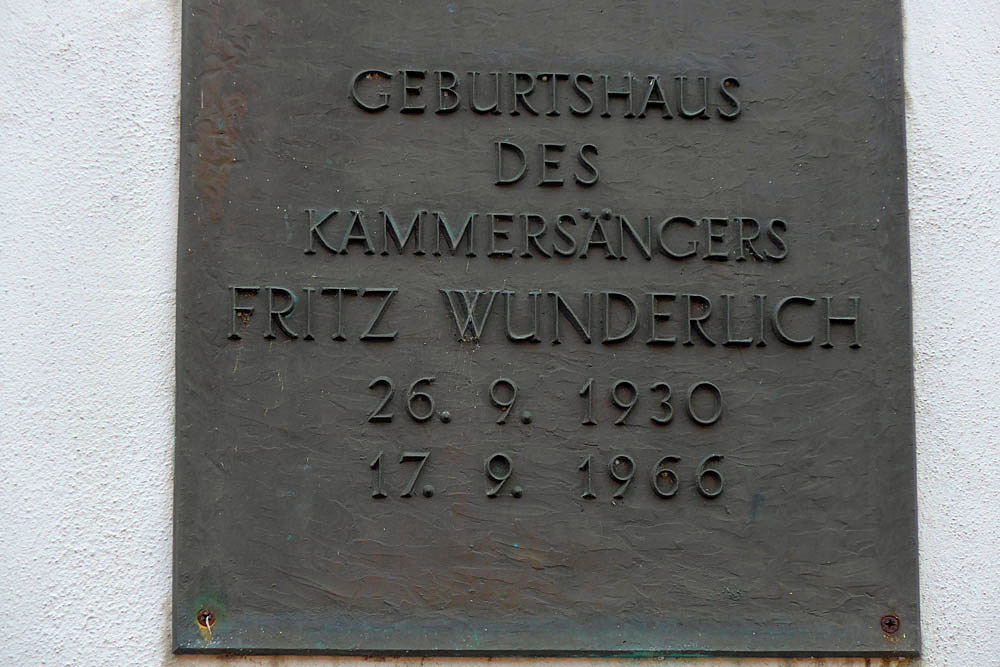 GEBURTSHAUS
DES
KAMMERSÄNGERS
FRITZ WUNDERLICH
26. 9. 1930
17. 9. 1966